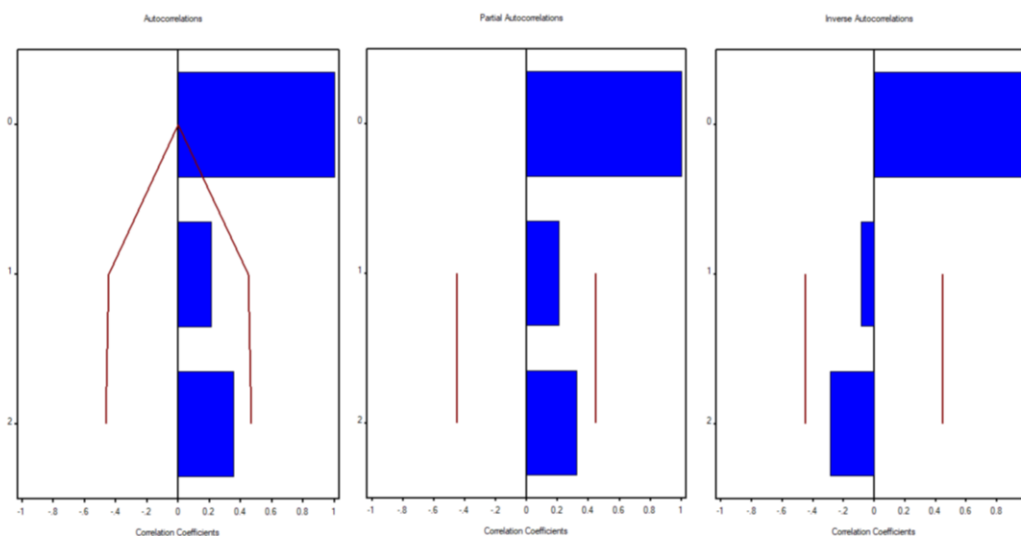 Autocorrelations
0
1
2
-1 -.8 -.6 -.4 -.2 0 0.2 0.4 0.6 0.8 1
Correlation Coefficients
Partial Autocorrelations
0
1
2
-1 -.8 -.6 -.4 -.2 0 0.2 0.4 0.6 0.8 1
Correlation Coefficients
Inverse Autocorrelations
0
1
2
-1 -.8 -.6 -.4 -.2 0 0.2 0.4 0.6 0.8
Correlation Coefficients